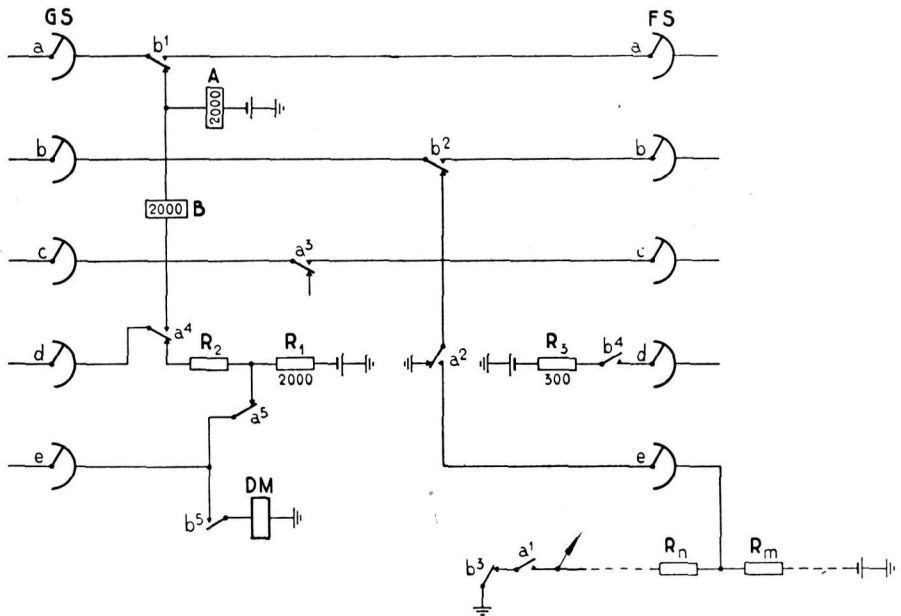 GS FS
a b¹ a
A
2000
b b² b
2000 B
c a³ c
d a⁴ R₂ R₁ a² R₃ b⁴ d
2000 300
a⁵
e e
DM
b⁵
b³ a¹ Rₙ Rₘ